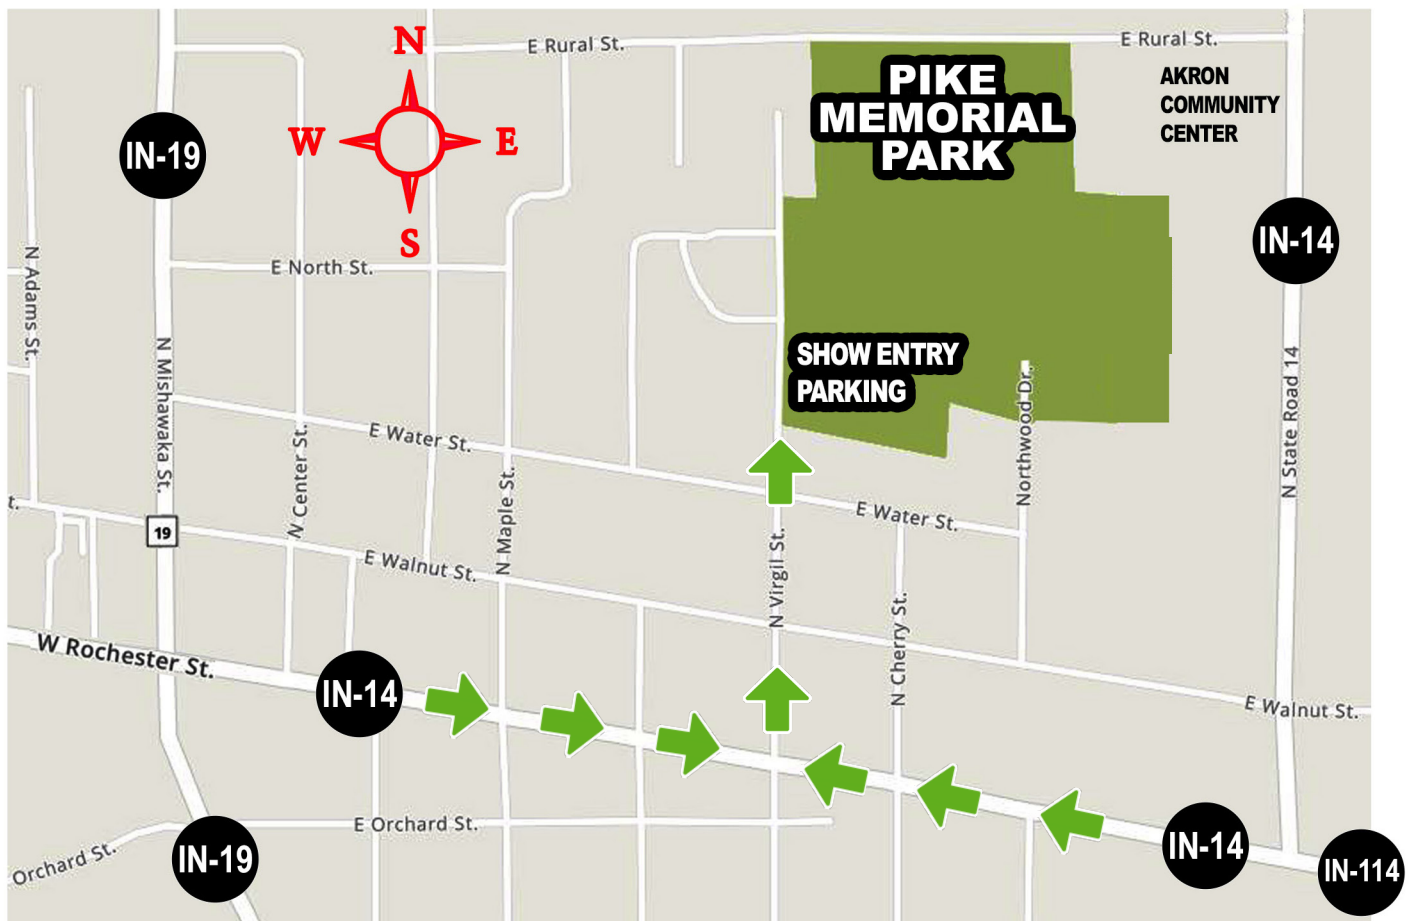 N
E Rural St.
E Rural St.
PIKE
MEMORIAL
PARK
AKRON
COMMUNITY
CENTER
IN-19
W
E
S
IN-14
N Adams St.
E North St.
N Mishawaka St.
SHOW ENTRY
PARKING
Northwood Dr.
N State Road 14
E Water St.
N Center St.
N Maple St.
t.
E Water St.
19
E Walnut St.
N Virgil St.
N Cherry St.
W Rochester St.
IN-14
E Walnut St.
E Orchard St.
Orchard St.
IN-19
IN-14
IN-114